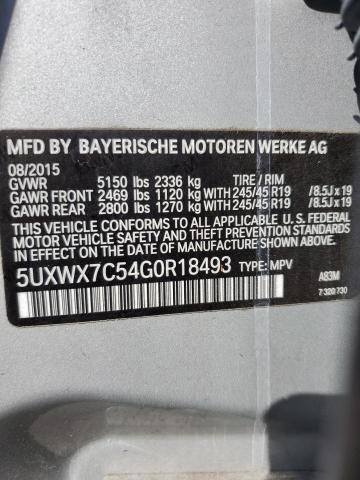 MFD BY BAYERISCHE MOTOREN WERKE AG
08/2015
GVWR 5150 lbs 2336 kg TIRE / RIM
GAWR FRONT 2469 lbs 1120 kg WITH 245/45 R19 /8.5J x 19
GAWR REAR 2800 lbs 1270 kg WITH 245/45 R19 /8.5J x 19
THIS VEHICLE CONFORMS TO ALL APPLICABLE U.S. FEDERAL
MOTOR VEHICLE SAFETY AND THEFT PREVENTION STANDARDS
IN EFFECT ON THE DATE OF MANUFACTURE SHOWN ABOVE.
5UXWX7C54G0R18493 TYPE: MPV
A83M
7 320 730